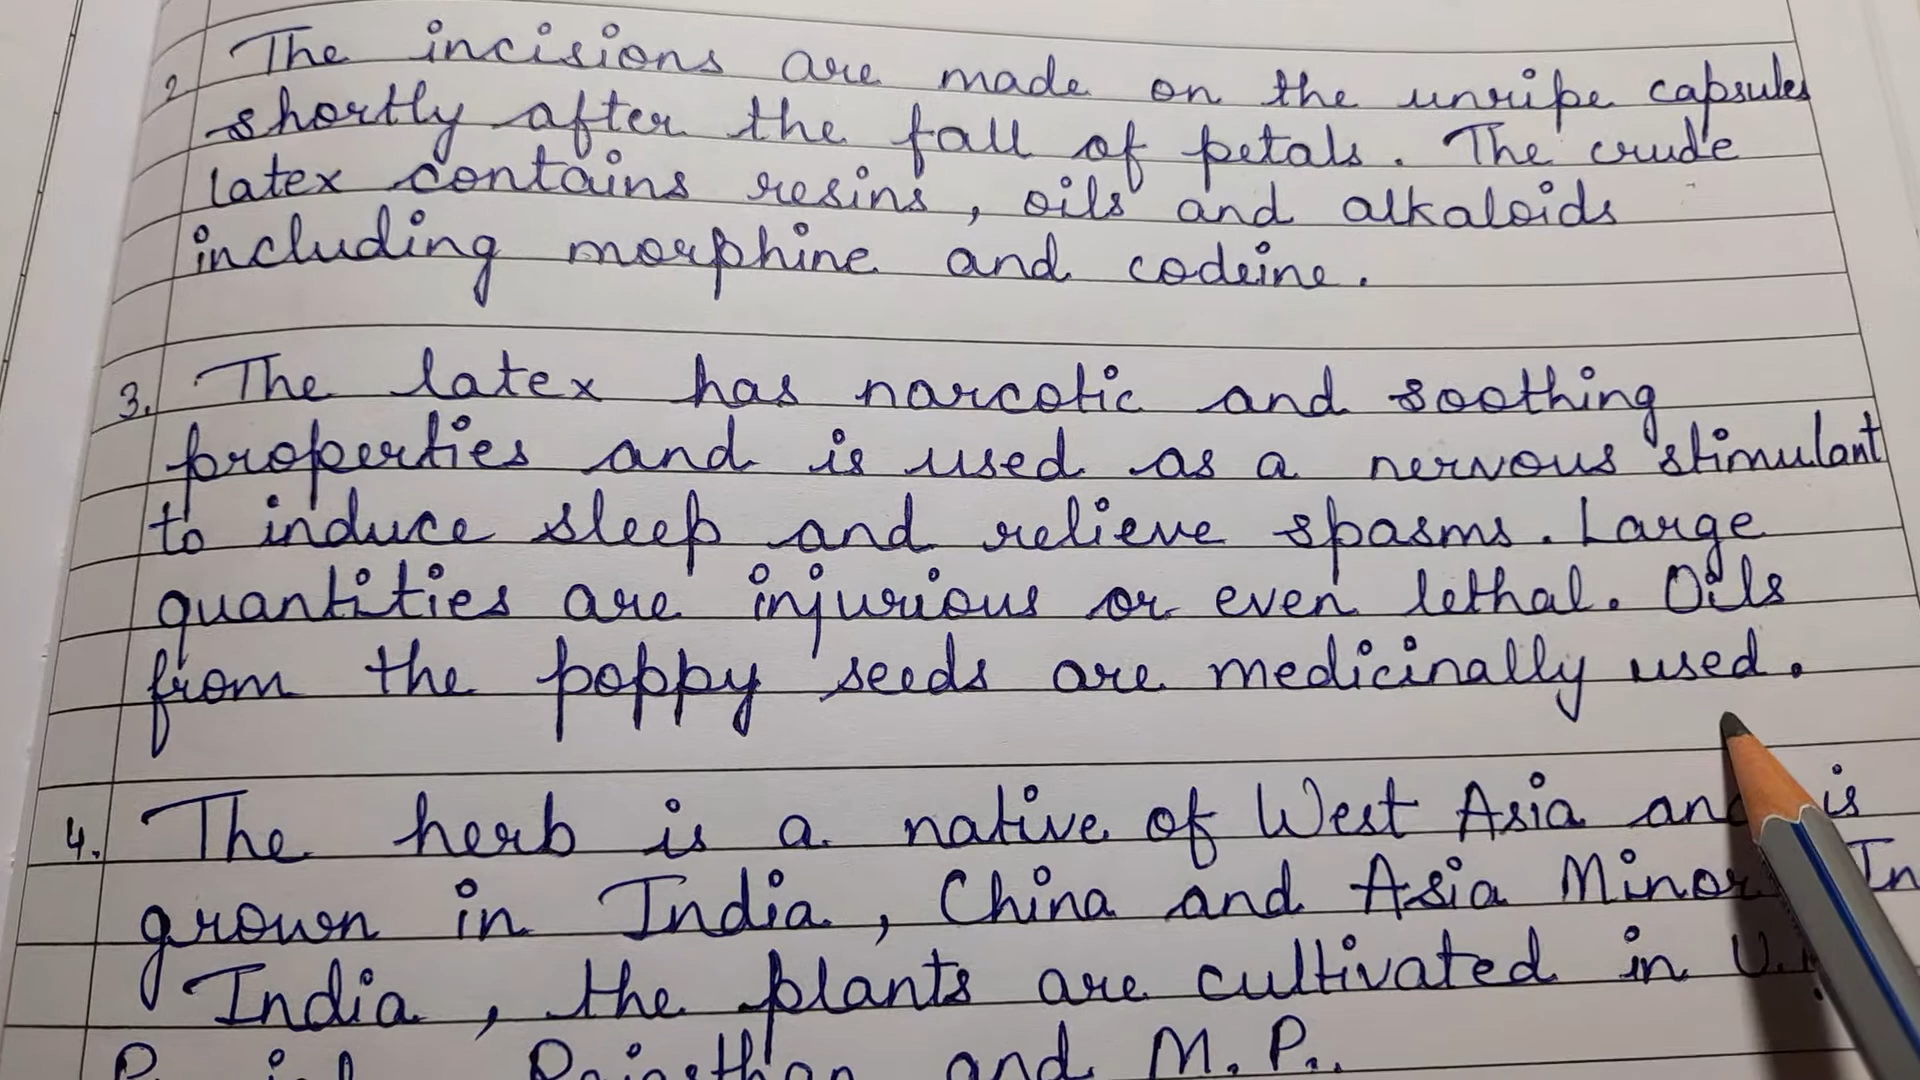 2. The incisions are made on the unripe capsules
shortly after the fall of petals. The crude
latex contains resins, oils and alkaloids
including morphine and codeine.
3. The latex has narcotic and soothing
properties and is used as a nervous stimulant
to induce sleep and relieve spasms. Large
quantities are injurious or even lethal. Oils
from the poppy seeds are medicinally used.
4. The herb is a native of West Asia and is
grown in India, China and Asia Minor In
India, the plants are cultivated in
Rajasthan and M.P..